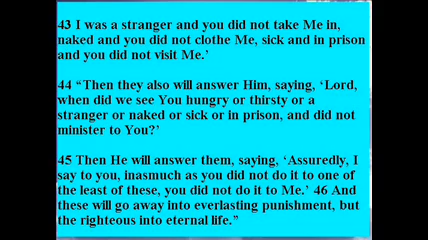 43 I was a stranger and you did not take Me in,
naked and you did not clothe Me, sick and in prison
and you did not visit Me.’
44 “Then they also will answer Him, saying, ‘Lord,
when did we see You hungry or thirsty or a
stranger or naked or sick or in prison, and did not
minister to You?’
45 Then He will answer them, saying, ‘Assuredly, I
say to you, inasmuch as you did not do it to one of
the least of these, you did not do it to Me.’ 46 And
these will go away into everlasting punishment, but
the righteous into eternal life.”